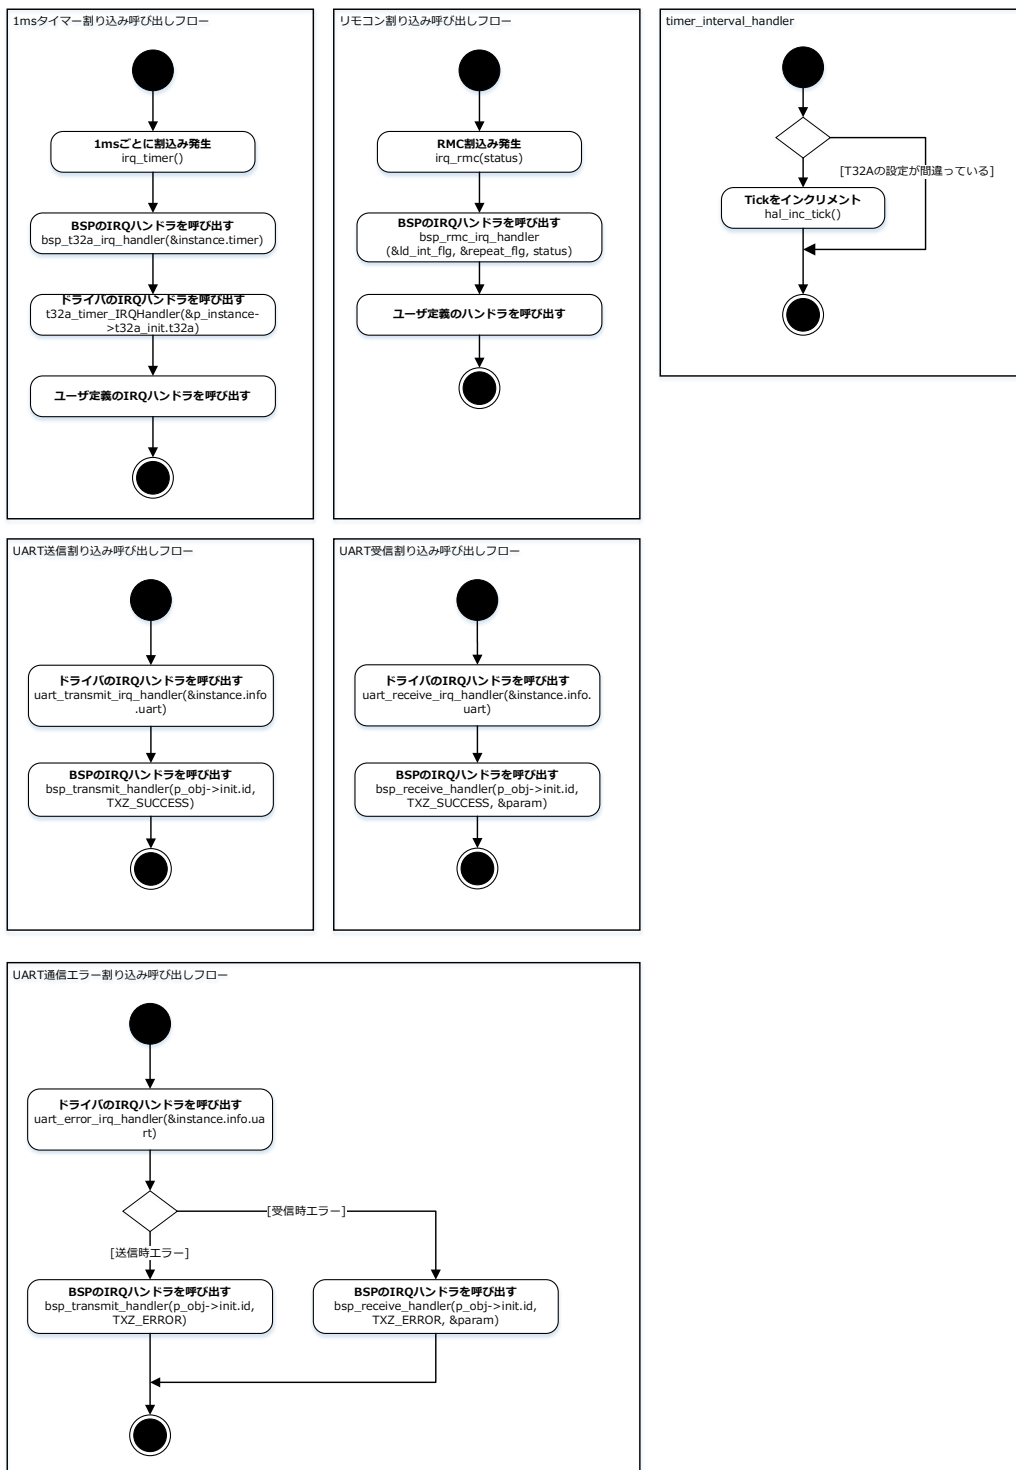 1msタイマー割り込み呼び出しフロー
1msごとに割込み発生
irq_timer()
BSPのIRQハンドラを呼び出す
bsp_t32a_irq_handler(&instance.timer)
ドライバのIRQハンドラを呼び出す
t32a_timer_IRQHandler(&p_instance-
>t32a_init.t32a)
ユーザ定義のIRQハンドラを呼び出す
リモコン割り込み呼び出しフロー
RMC割込み発生
irq_rmc(status)
BSPのIRQハンドラを呼び出す
bsp_rmc_irq_handler
(&ld_int_flg, &repeat_flg, status)
ユーザ定義のハンドラを呼び出す
timer_interval_handler
[T32Aの設定が間違っている]
Tickをインクリメント
hal_inc_tick()
UART送信割り込み呼び出しフロー
ドライバのIRQハンドラを呼び出す
uart_transmit_irq_handler(&instance.info
.uart)
BSPのIRQハンドラを呼び出す
bsp_transmit_handler(p_obj->init.id,
TXZ_SUCCESS)
UART受信割り込み呼び出しフロー
ドライバのIRQハンドラを呼び出す
uart_receive_irq_handler(&instance.info.
uart)
BSPのIRQハンドラを呼び出す
bsp_receive_handler(p_obj->init.id,
TXZ_SUCCESS, &param)
UART通信エラー割り込み呼び出しフロー
ドライバのIRQハンドラを呼び出す
uart_error_irq_handler(&instance.info.ua
rt)
[受信時エラー]
[送信時エラー]
BSPのIRQハンドラを呼び出す
bsp_transmit_handler(p_obj->init.id,
TXZ_ERROR)
BSPのIRQハンドラを呼び出す
bsp_receive_handler(p_obj->init.id,
TXZ_ERROR, &param)